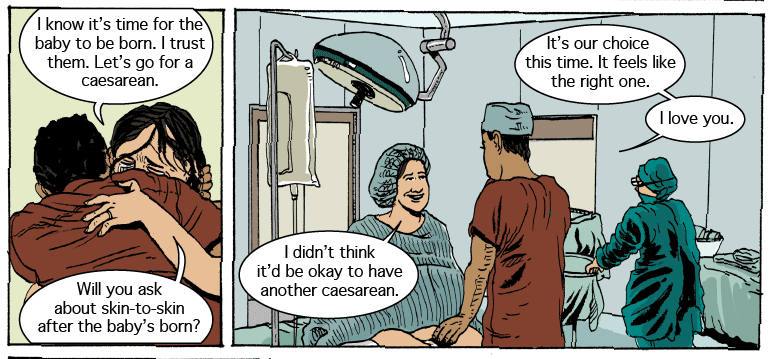 I know it's time for the
baby to be born. I trust
them. Let's go for a
caesarean.
Will you ask
about skin-to-skin
after the baby's born?
I didn't think
it'd be okay to have
another caesarean.
It's our choice
this time. It feels like
the right one.
I love you.